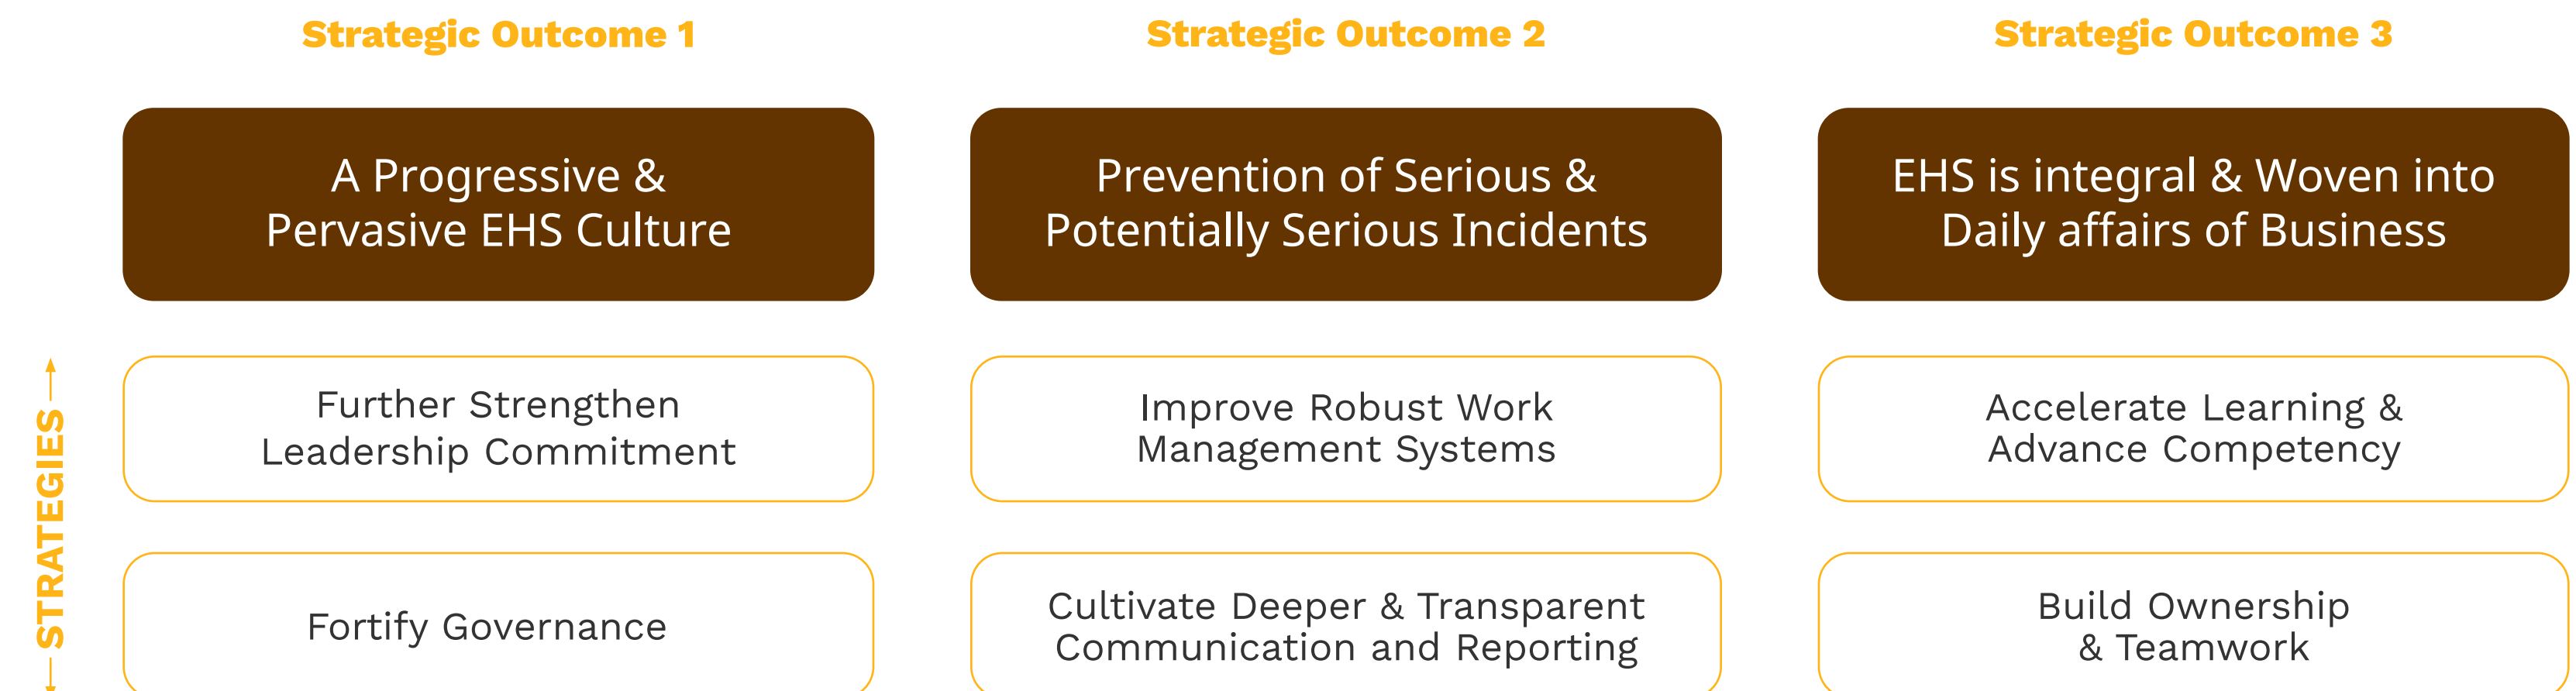 Strategic Outcome 1
Strategic Outcome 2
Strategic Outcome 3
A Progressive &
Pervasive EHS Culture
Prevention of Serious &
Potentially Serious Incidents
EHS is integral & Woven into
Daily affairs of Business
STRATEGIES
Further Strengthen
Leadership Commitment
Improve Robust Work
Management Systems
Accelerate Learning &
Advance Competency
Fortify Governance
Cultivate Deeper & Transparent
Communication and Reporting
Build Ownership
& Teamwork